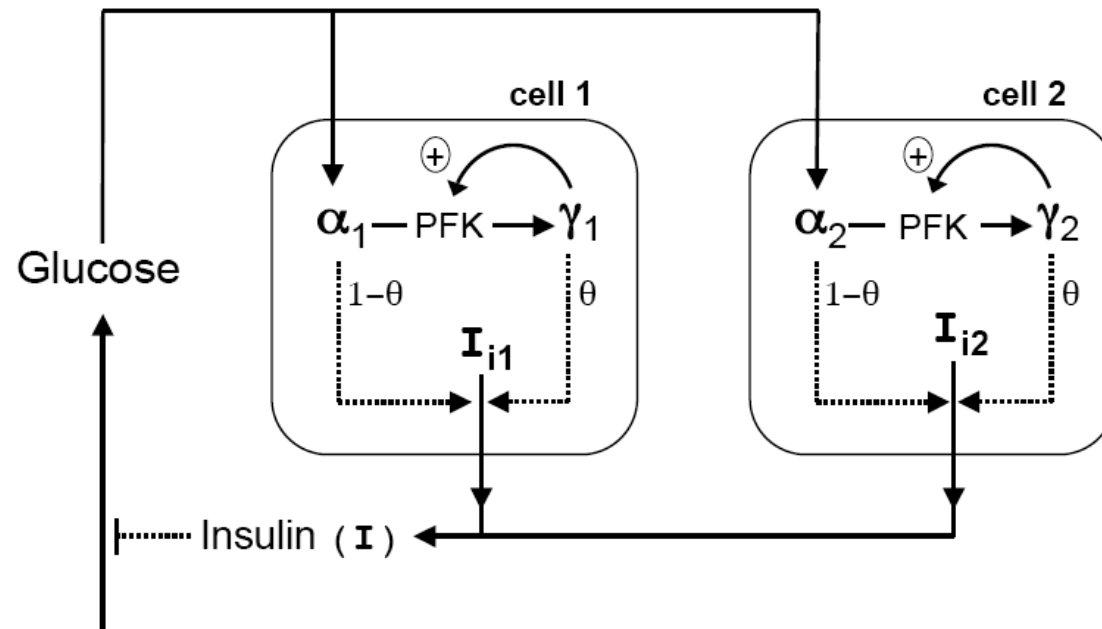 cell 1
cell 2
+
+
α1 PFK γ1
α2 PFK γ2
Glucose
1−θ
θ
1−θ
θ
Ii1
Ii2
Insulin (I)